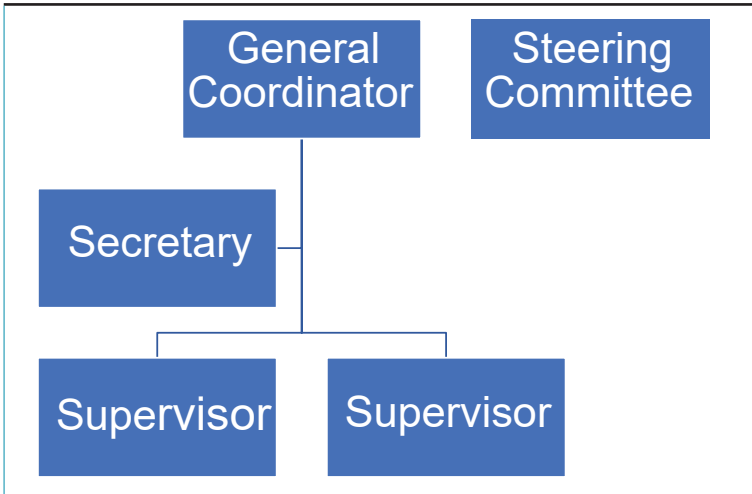 General
Coordinator
Steering
Committee
Secretary
Supervisor
Supervisor